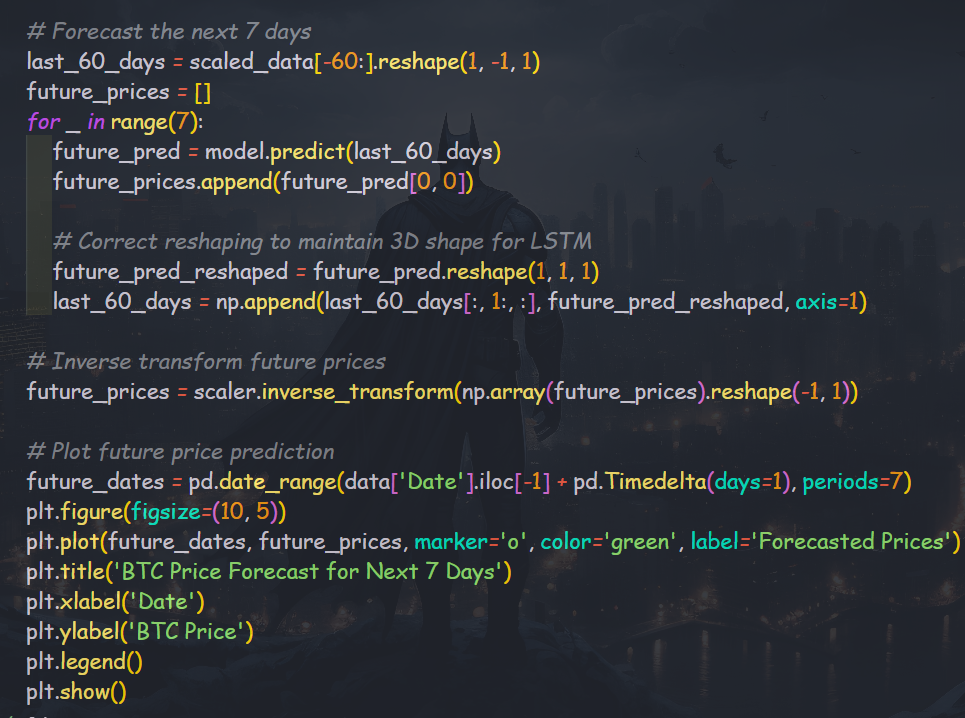 # Forecast the next 7 days
last_60_days = scaled_data[-60:].reshape(1, -1, 1)
future_prices = []
for _ in range(7):
    future_pred = model.predict(last_60_days)
    future_prices.append(future_pred[0, 0])

    # Correct reshaping to maintain 3D shape for LSTM
    future_pred_reshaped = future_pred.reshape(1, 1, 1)
    last_60_days = np.append(last_60_days[:, 1:, :], future_pred_reshaped, axis=1)

# Inverse transform future prices
future_prices = scaler.inverse_transform(np.array(future_prices).reshape(-1, 1))

# Plot future price prediction
future_dates = pd.date_range(data['Date'].iloc[-1] + pd.Timedelta(days=1), periods=7)
plt.figure(figsize=(10, 5))
plt.plot(future_dates, future_prices, marker='o', color='green', label='Forecasted Prices')
plt.title('BTC Price Forecast for Next 7 Days')
plt.xlabel('Date')
plt.ylabel('BTC Price')
plt.legend()
plt.show()